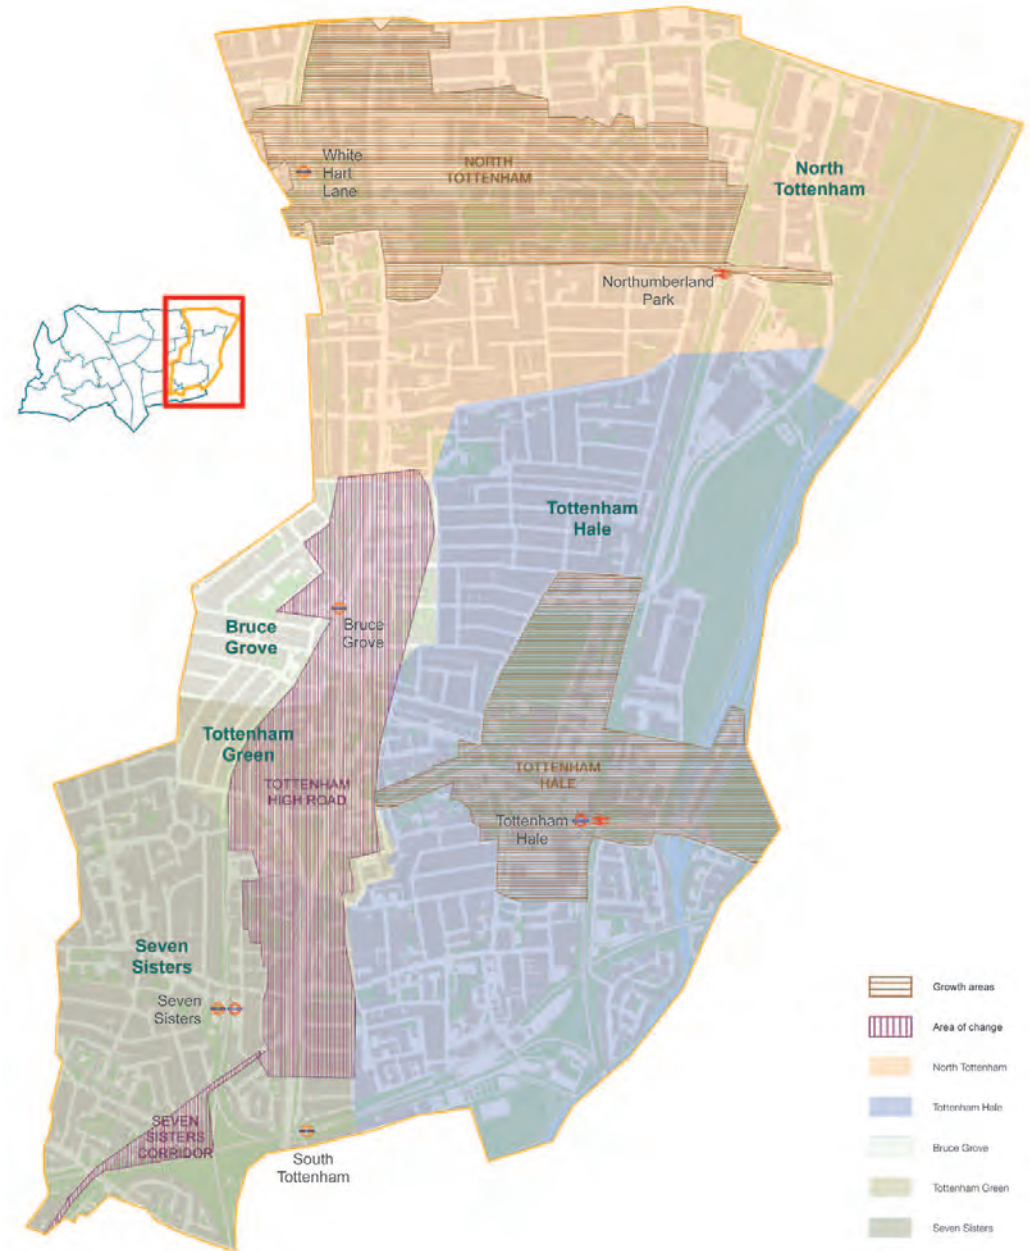 White
Hart
Lane
NORTH
TOTTENHAM
North
Tottenham
Northumberland
Park
Tottenham
Hale
Bruce
Grove
Bruce
Grove
Tottenham
Green
TOTTENHAM
HIGH ROAD
TOTTENHAM
HALE
Tottenham
Hale
Seven
Sisters
Seven
Sisters
SEVEN
SISTERS
CORRIDOR
South
Tottenham
Growth areas
Area of change
North Tottenham
Tottenham Hale
Bruce Grove
Tottenham Green
Seven Sisters